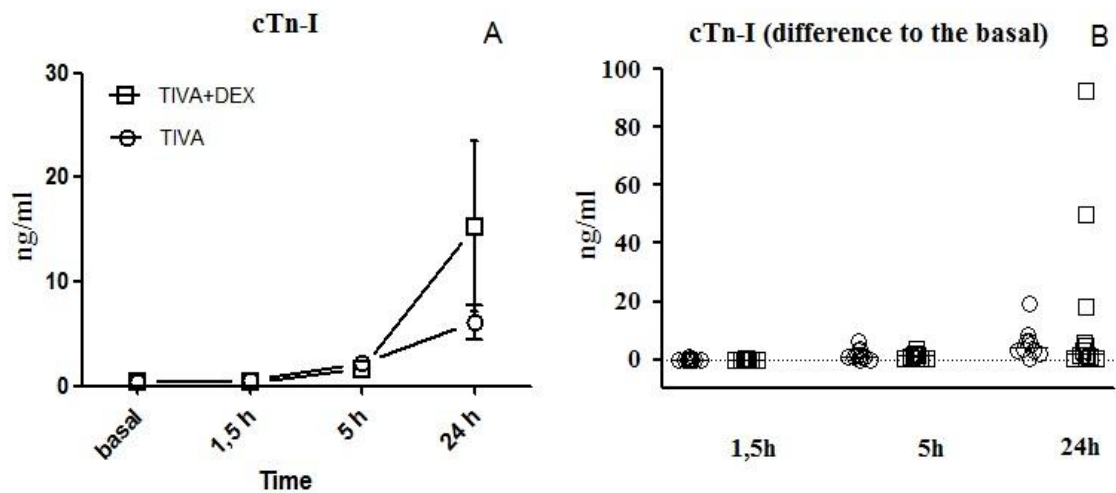 cTn-I
A
30
20
10
0
ng/ml
TIVA+DEX
TIVA
basal
1,5 h
5 h
24 h
Time
cTn-I (difference to the basal)
B
100
80
60
40
20
0
ng/ml
1,5h
5h
24h